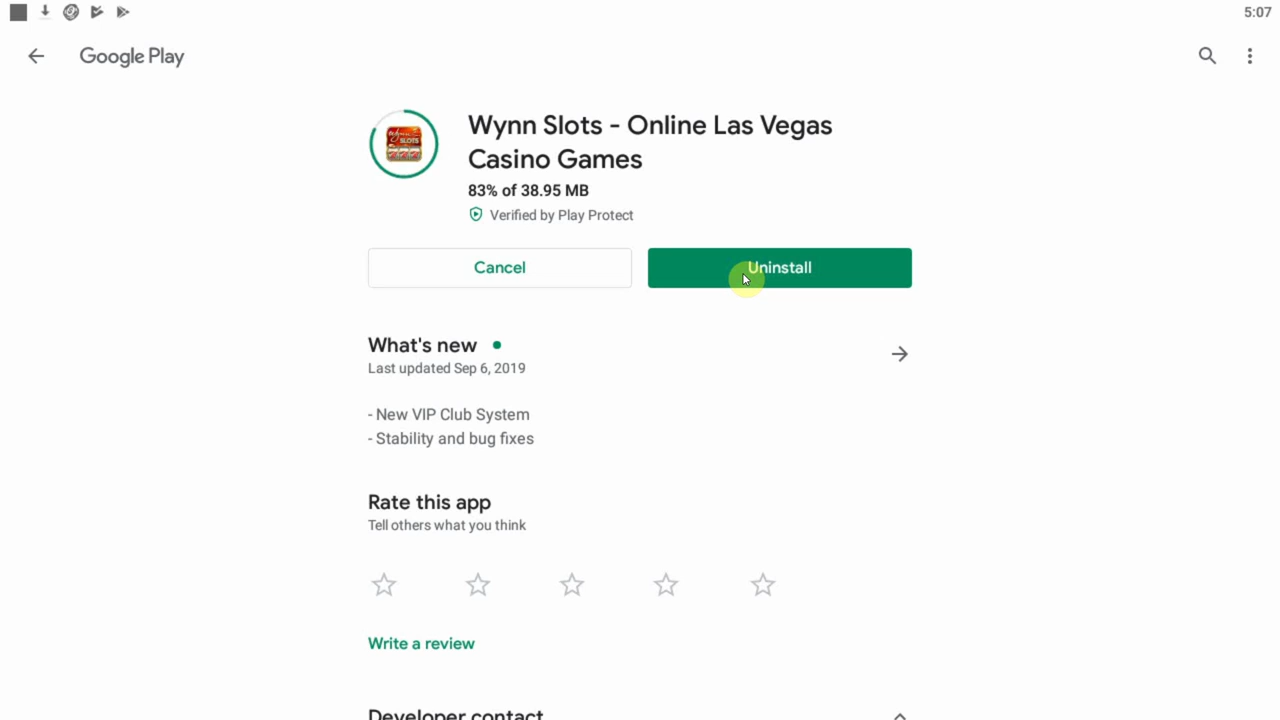 5:07
Google Play
Wynn Slots - Online Las Vegas
Casino Games
83% of 38.95 MB
Verified by Play Protect
Cancel
Uninstall
What's new
Last updated Sep 6, 2019
- New VIP Club System
- Stability and bug fixes
Rate this app
Tell others what you think
Write a review
Developer contact